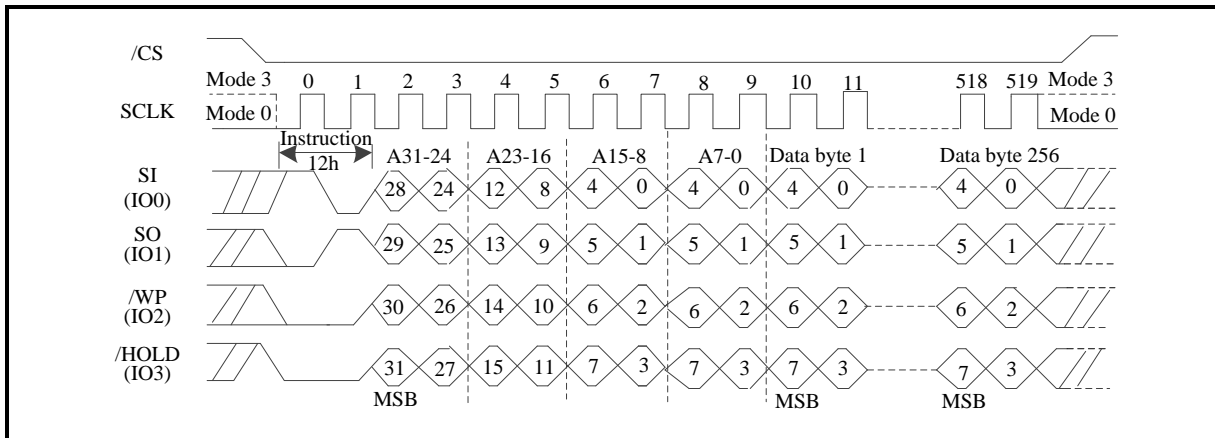 /CS
Mode 3 0 1 2 3 4 5 6 7 8 9 10 11 518 519 Mode 3
SCLK Mode 0 Mode 0
Instruction
12h A31-24 A23-16 A15-8 A7-0 Data byte 1 Data byte 256
SI
(IO0) 28 24 12 8 4 0 4 0 4 0 4 0
SO
(IO1) 29 25 13 9 5 1 5 1 5 1 5 1
/WP
(IO2) 30 26 14 10 6 2 6 2 6 2 6 2
/HOLD
(IO3) 31 27 15 11 7 3 7 3 7 3 7 3
MSB MSB MSB